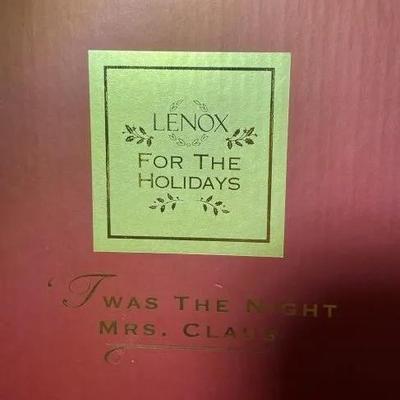 LENOX
FOR THE
HOLIDAYS
'TWAS THE NIGHT
MRS. CLAUS